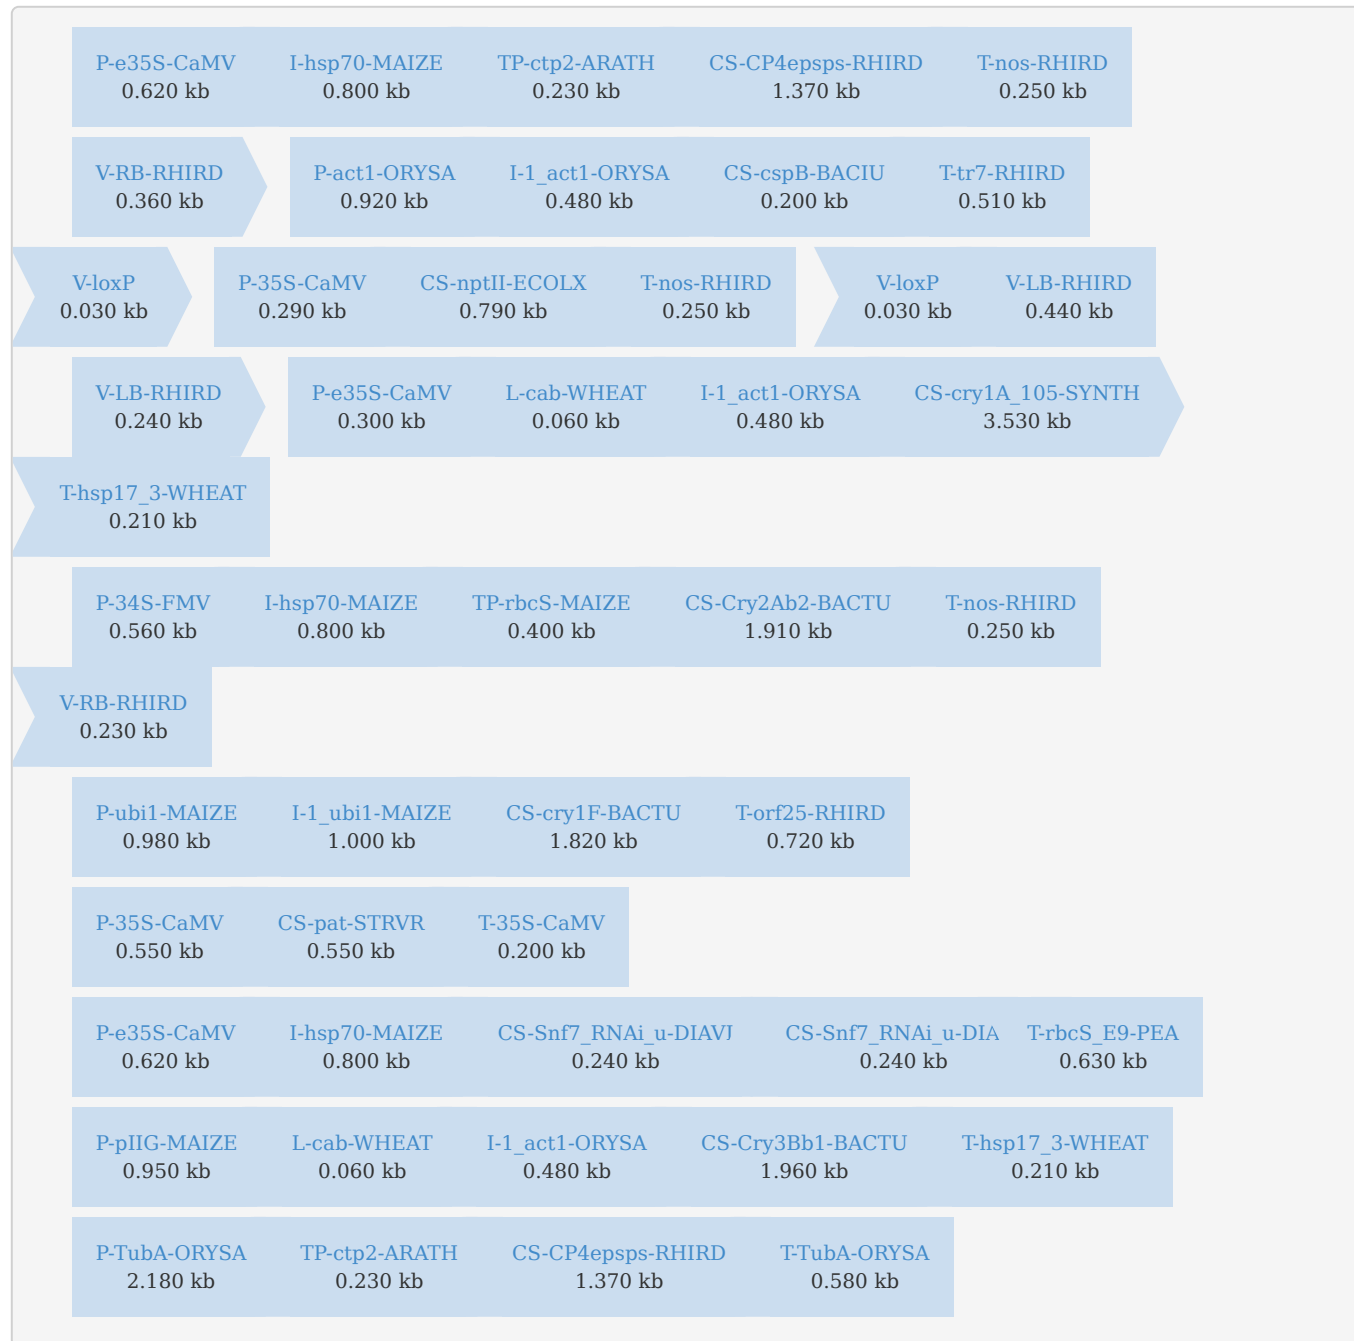 P-e35S-CaMV I-hsp70-MAIZE TP-ctp2-ARATH CS-CP4epsps-RHIRD T-nos-RHIRD
0.620 kb 0.800 kb 0.230 kb 1.370 kb 0.250 kb
V-RB-RHIRD P-act1-ORYSA I-1_act1-ORYSA CS-cspB-BACIU T-tr7-RHIRD
0.360 kb 0.920 kb 0.480 kb 0.200 kb 0.510 kb
V-loxP P-35S-CaMV CS-nptII-ECOLX T-nos-RHIRD V-loxP V-LB-RHIRD
0.030 kb 0.290 kb 0.790 kb 0.250 kb 0.030 kb 0.440 kb
V-LB-RHIRD P-e35S-CaMV L-cab-WHEAT I-1_act1-ORYSA CS-cry1A_105-SYNTH
0.240 kb 0.300 kb 0.060 kb 0.480 kb 3.530 kb
T-hsp17_3-WHEAT
0.210 kb
P-34S-FMV I-hsp70-MAIZE TP-rbcS-MAIZE CS-Cry2Ab2-BACTU T-nos-RHIRD
0.560 kb 0.800 kb 0.400 kb 1.910 kb 0.250 kb
V-RB-RHIRD
0.230 kb
P-ubi1-MAIZE I-1_ubi1-MAIZE CS-cry1F-BACTU T-orf25-RHIRD
0.980 kb 1.000 kb 1.820 kb 0.720 kb
P-35S-CaMV CS-pat-STRVR T-35S-CaMV
0.550 kb 0.550 kb 0.200 kb
P-e35S-CaMV I-hsp70-MAIZE CS-Snf7_RNAi_u-DIAVI CS-Snf7_RNAi_u-DIA T-rbcS_E9-PEA
0.620 kb 0.800 kb 0.240 kb 0.240 kb 0.630 kb
P-pIIG-MAIZE L-cab-WHEAT I-1_act1-ORYSA CS-Cry3Bb1-BACTU T-hsp17_3-WHEAT
0.950 kb 0.060 kb 0.480 kb 1.960 kb 0.210 kb
P-TubA-ORYSA TP-ctp2-ARATH CS-CP4epsps-RHIRD T-TubA-ORYSA
2.180 kb 0.230 kb 1.370 kb 0.580 kb